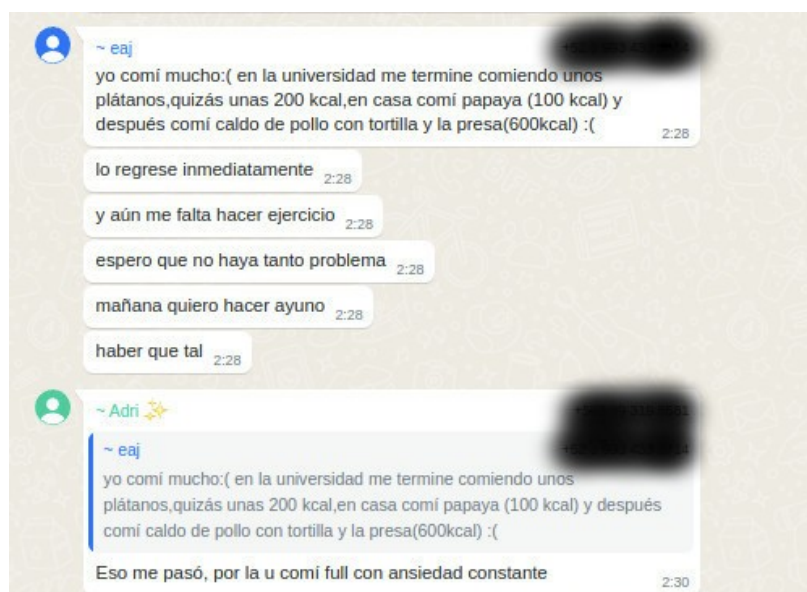 ~ eaj
yo comí mucho:( en la universidad me termine comiendo unos
plátanos,quizás unas 200 kcal,en casa comí papaya (100 kcal) y
después comí caldo de pollo con tortilla y la presa(600kcal) :(
2:28
lo regrese inmediatamente 2:28
y aún me falta hacer ejercicio 2:28
espero que no haya tanto problema 2:28
mañana quiero hacer ayuno 2:28
haber que tal 2:28
~ Adri ✨
~ eaj
yo comí mucho:( en la universidad me termine comiendo unos
plátanos,quizás unas 200 kcal,en casa comí papaya (100 kcal) y después
comí caldo de pollo con tortilla y la presa(600kcal) :(
Eso me pasó, por la u comí full con ansiedad constante
2:30